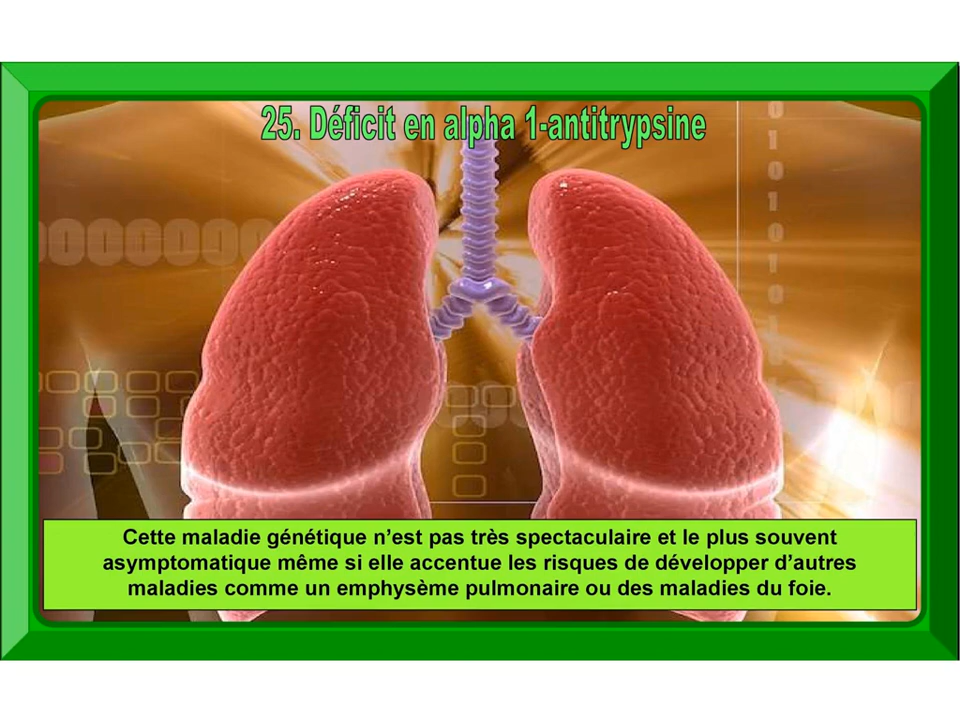 25. Déficit en alpha 1-antitrypsine
Cette maladie génétique n'est pas très spectaculaire et le plus souvent
asymptomatique même si elle accentue les risques de développer d'autres
maladies comme un emphysème pulmonaire ou des maladies du foie.